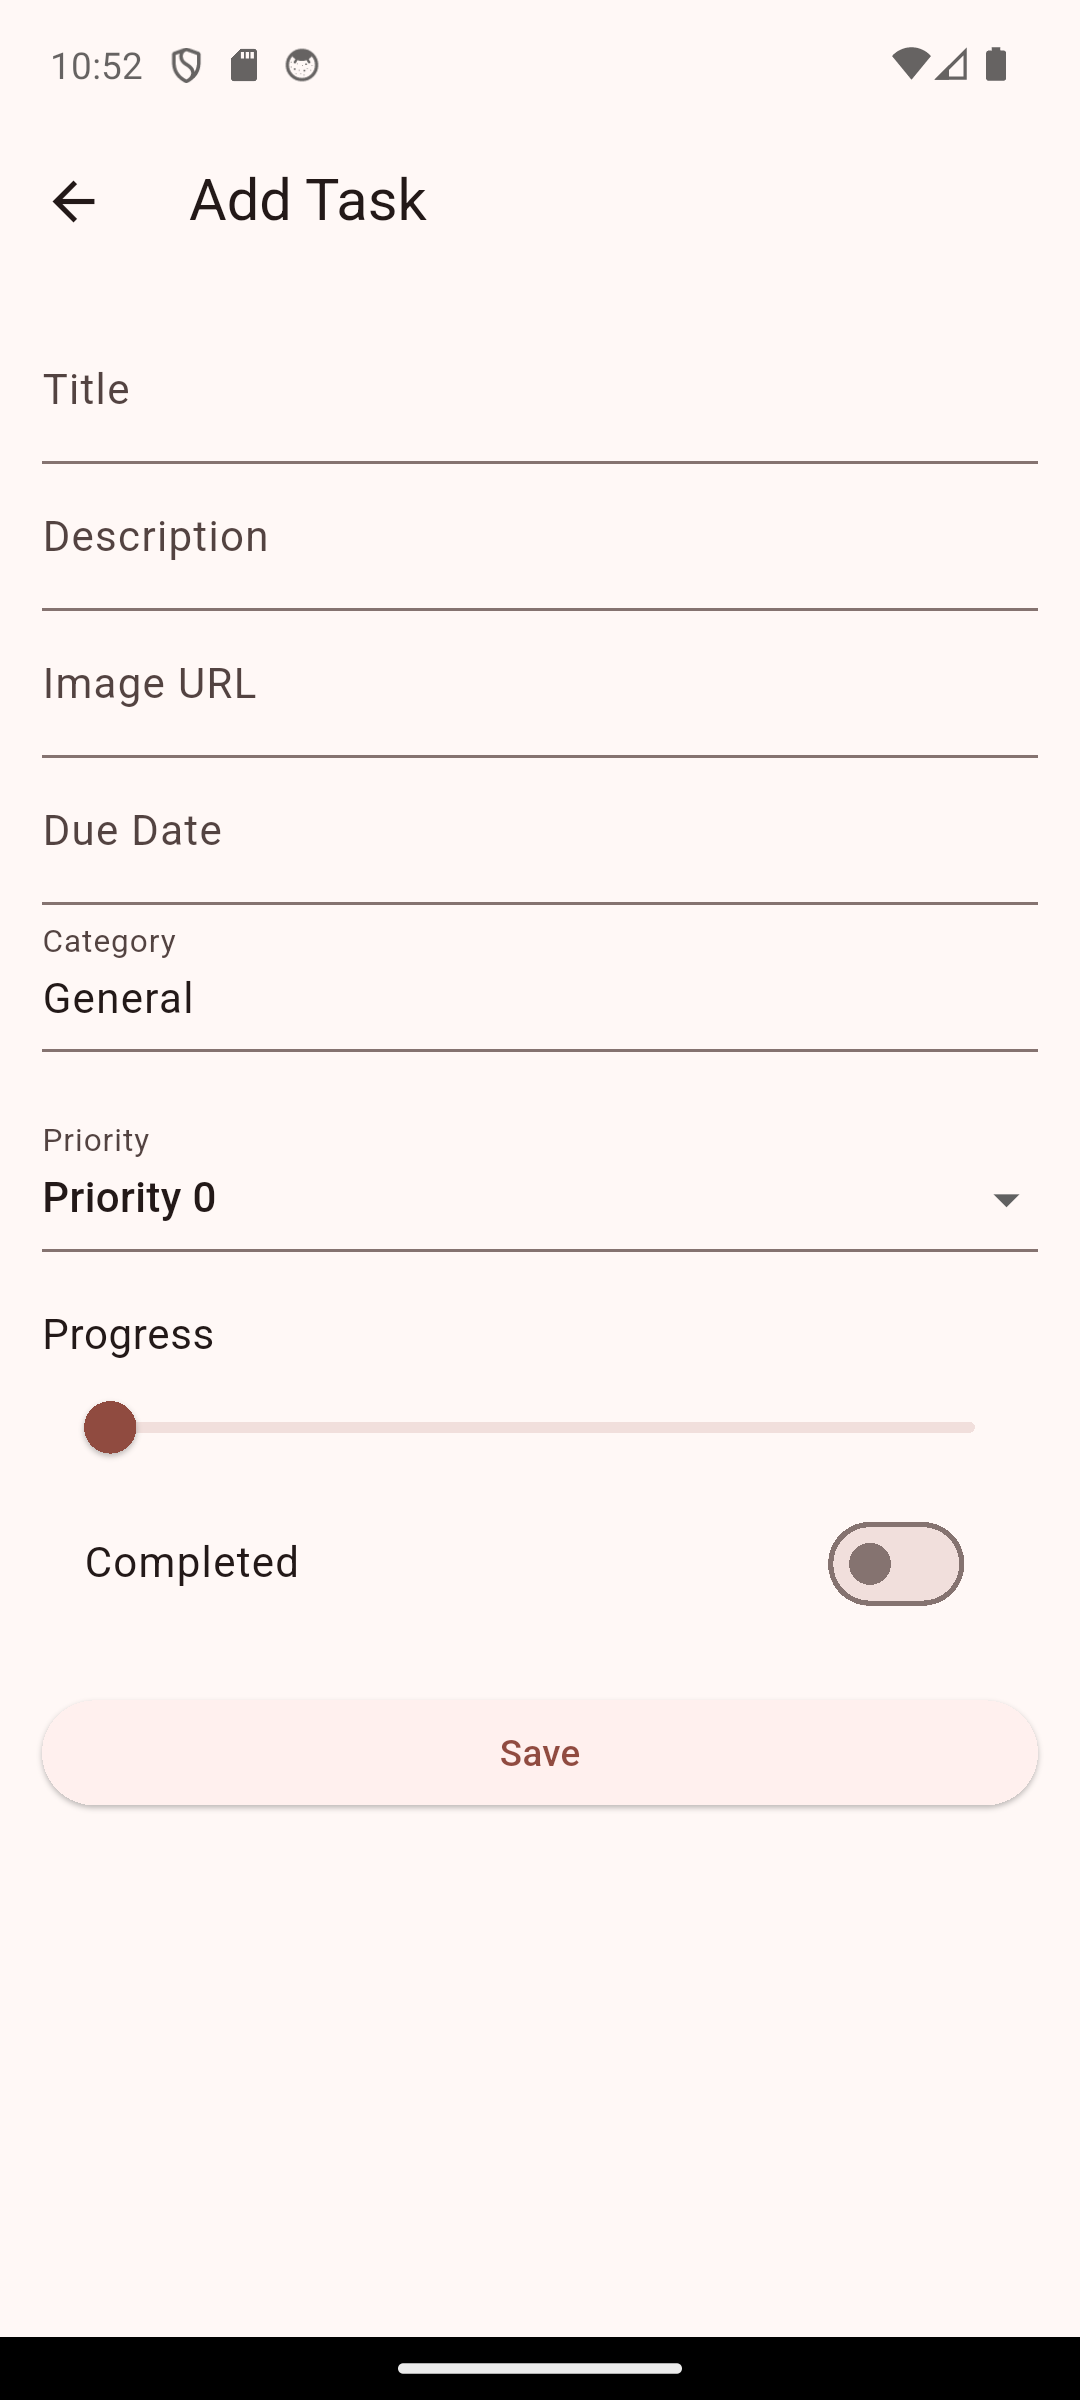 10:52
Add Task
Title
Description
Image URL
Due Date
Category
General
Priority
Priority 0
Progress
Completed
Save